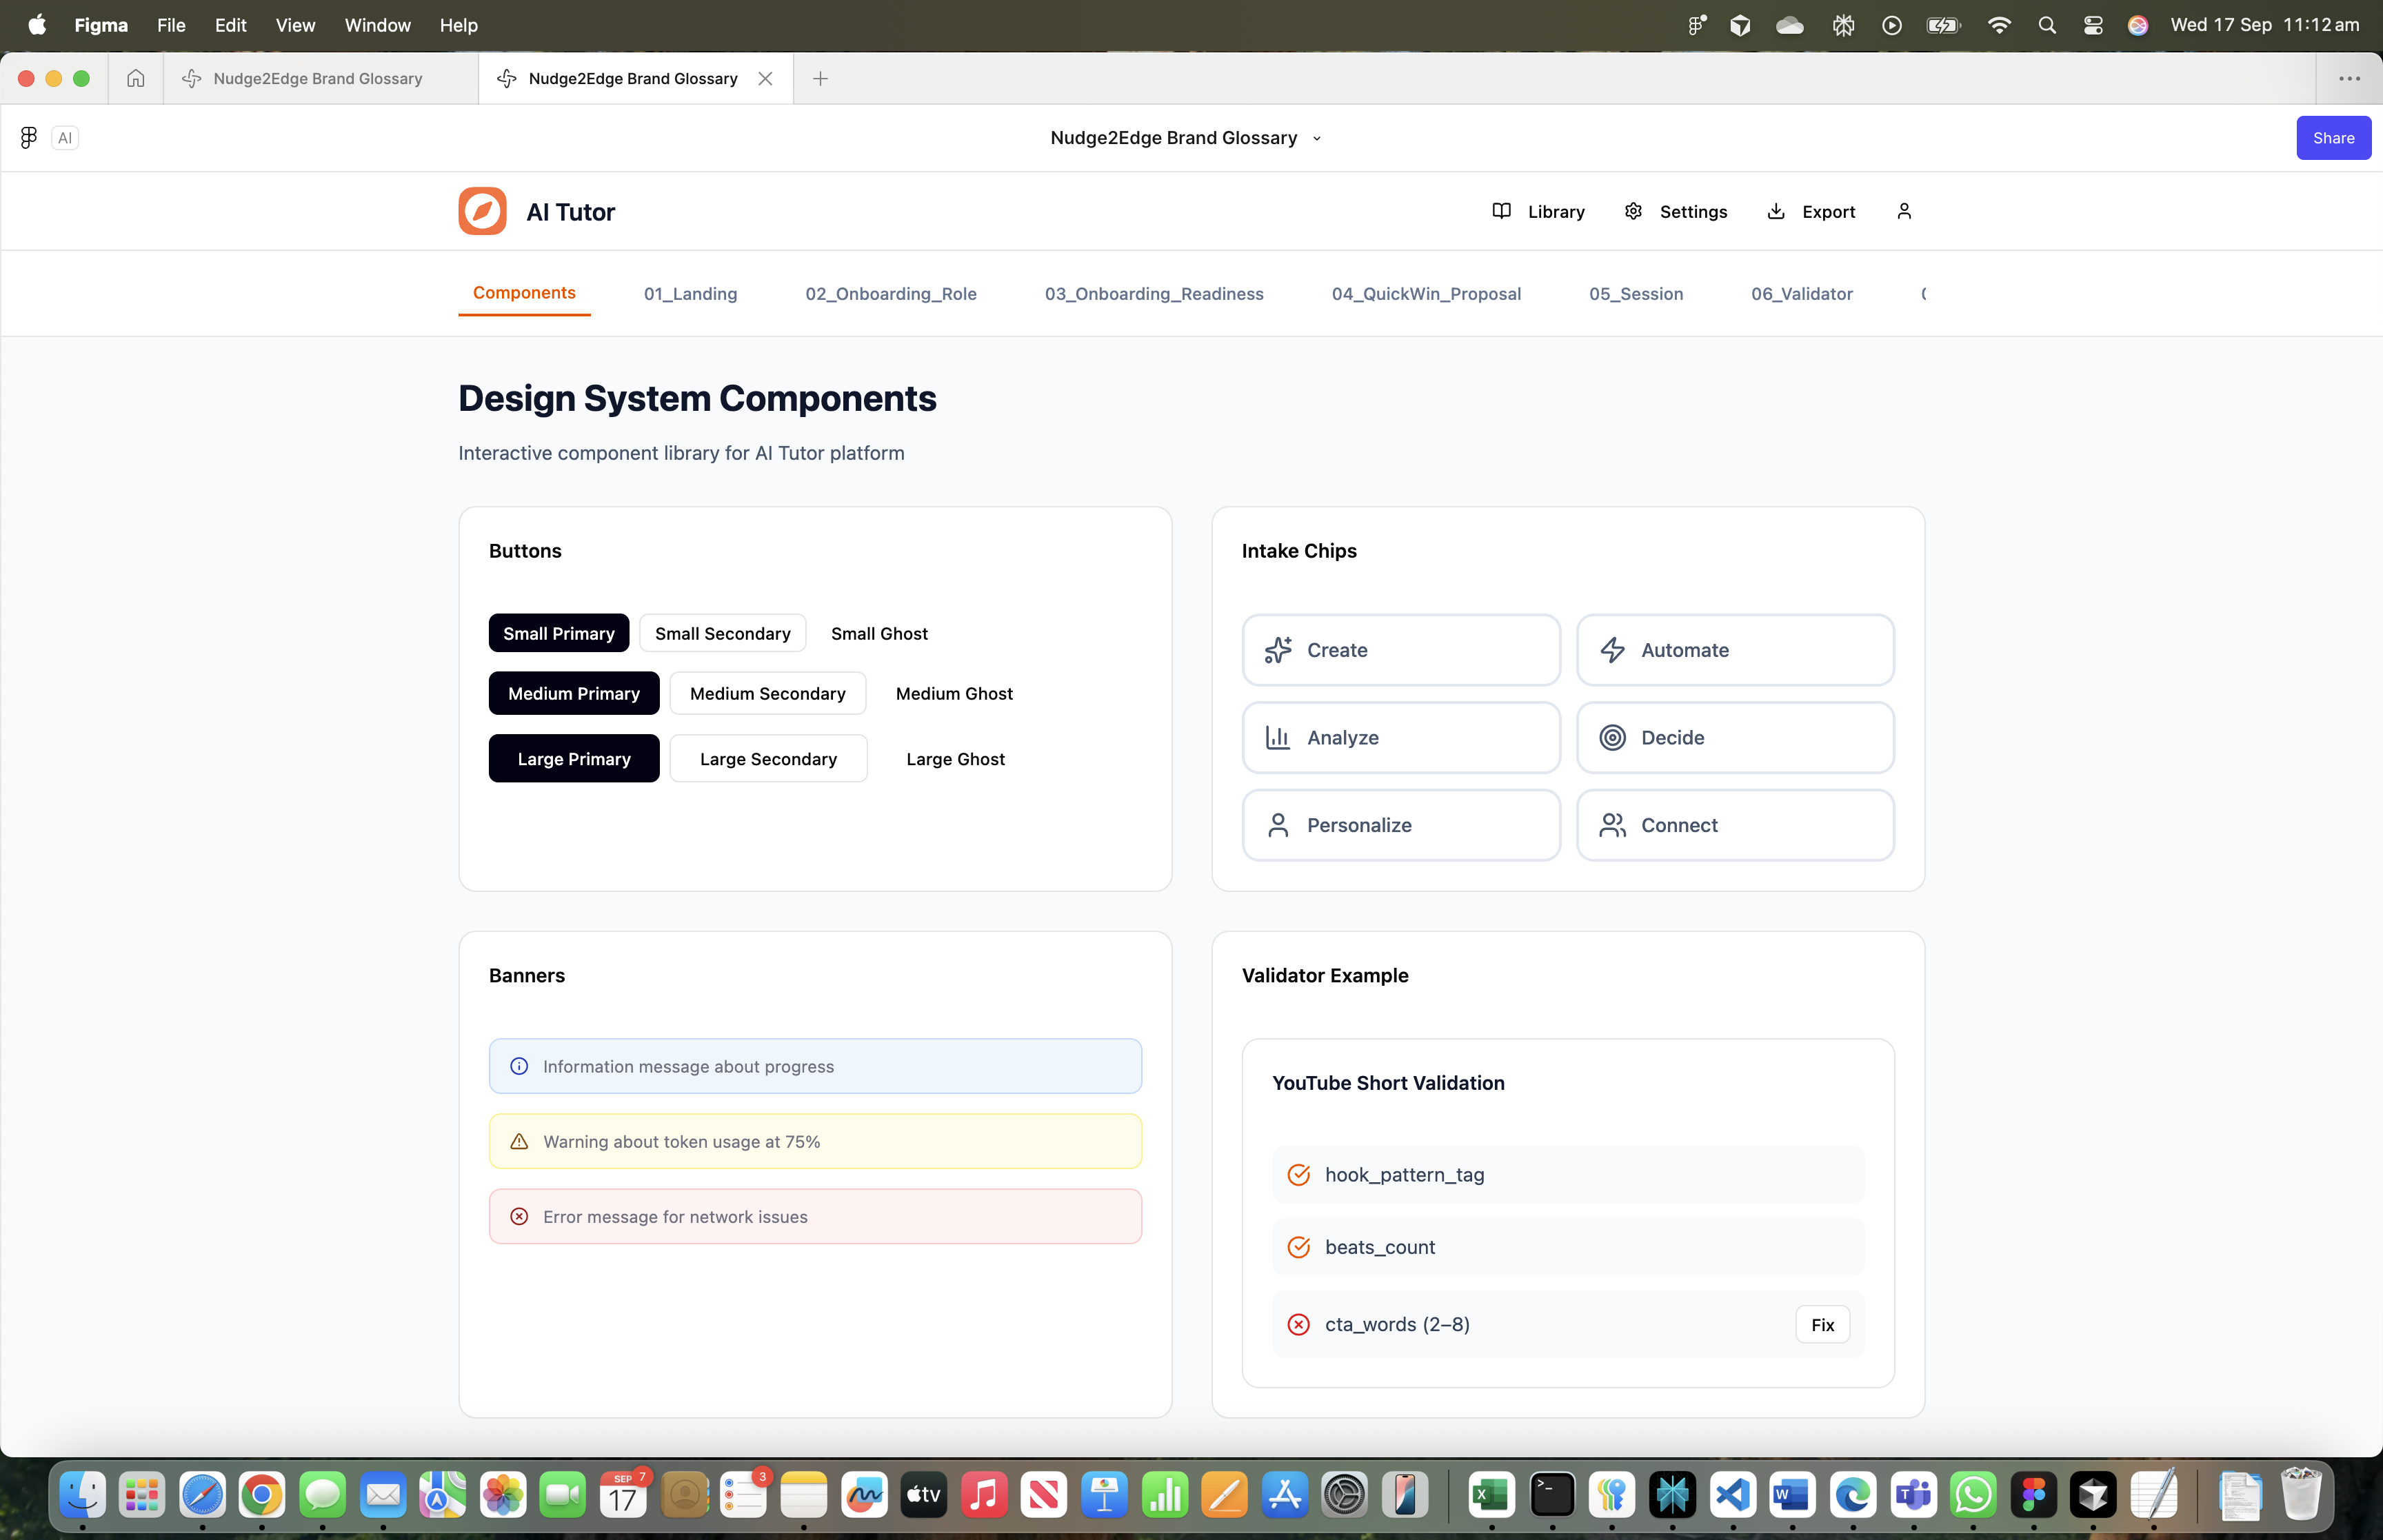 Figma File Edit View Window Help Wed 17 Sep 11:12 am
Nudge2Edge Brand Glossary Nudge2Edge Brand Glossary
AI Nudge2Edge Brand Glossary Share
AI Tutor Library Settings Export
Components 01_Landing 02_Onboarding_Role 03_Onboarding_Readiness 04_QuickWin_Proposal 05_Session 06_Validator
Design System Components
Interactive component library for AI Tutor platform
Buttons
Small Primary Small Secondary Small Ghost
Medium Primary Medium Secondary Medium Ghost
Large Primary Large Secondary Large Ghost
Intake Chips
Create Automate
Analyze Decide
Personalize Connect
Banners
Information message about progress
Warning about token usage at 75%
Error message for network issues
Validator Example
YouTube Short Validation
hook_pattern_tag
beats_count
cta_words (2–8) Fix
SEP 7 3
17 tv